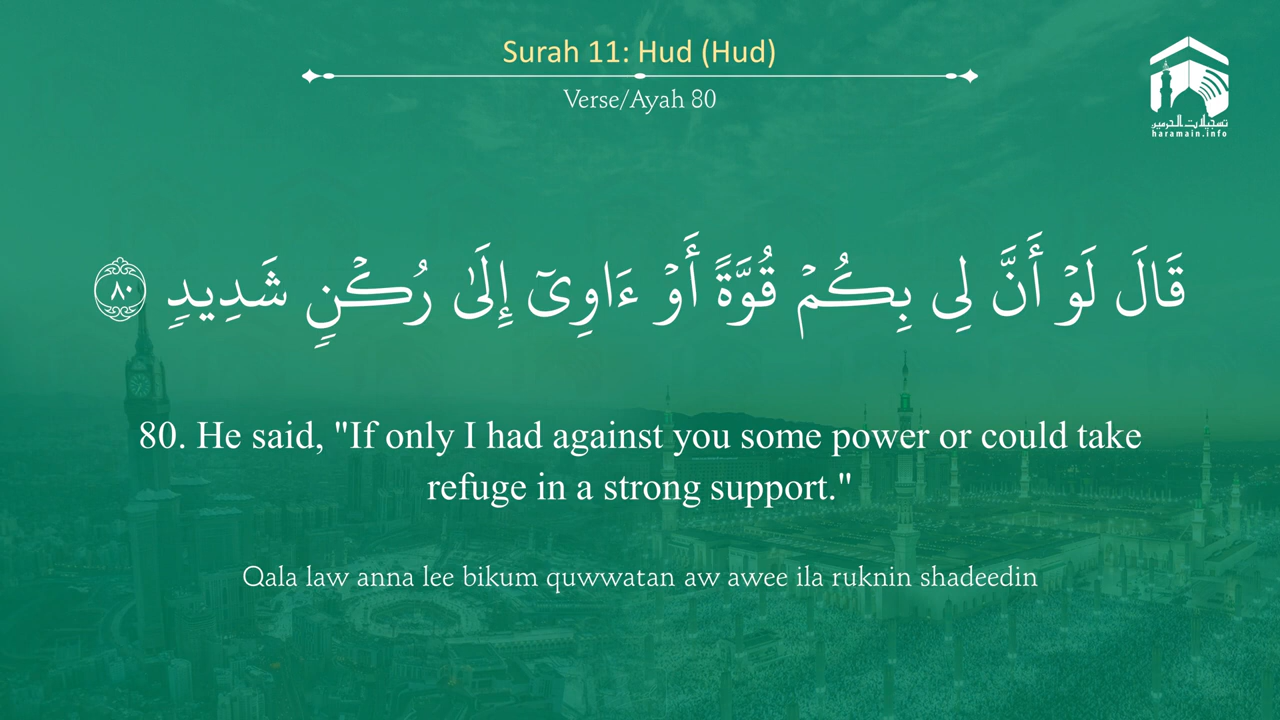 Surah 11: Hud (Hud)
Verse/Ayah 80
تسجيلات الحرمين
haramain.info
قَالَ لَوْ أَنَّ لِى بِكُمْ قُوَّةً أَوْ ءَاوِىٓ إِلَىٰ رُكْنٍ شَدِيدٍ ٨٠
80. He said, "If only I had against you some power or could take
refuge in a strong support."
Qala law anna lee bikum quwwatan aw awee ila ruknin shadeedin